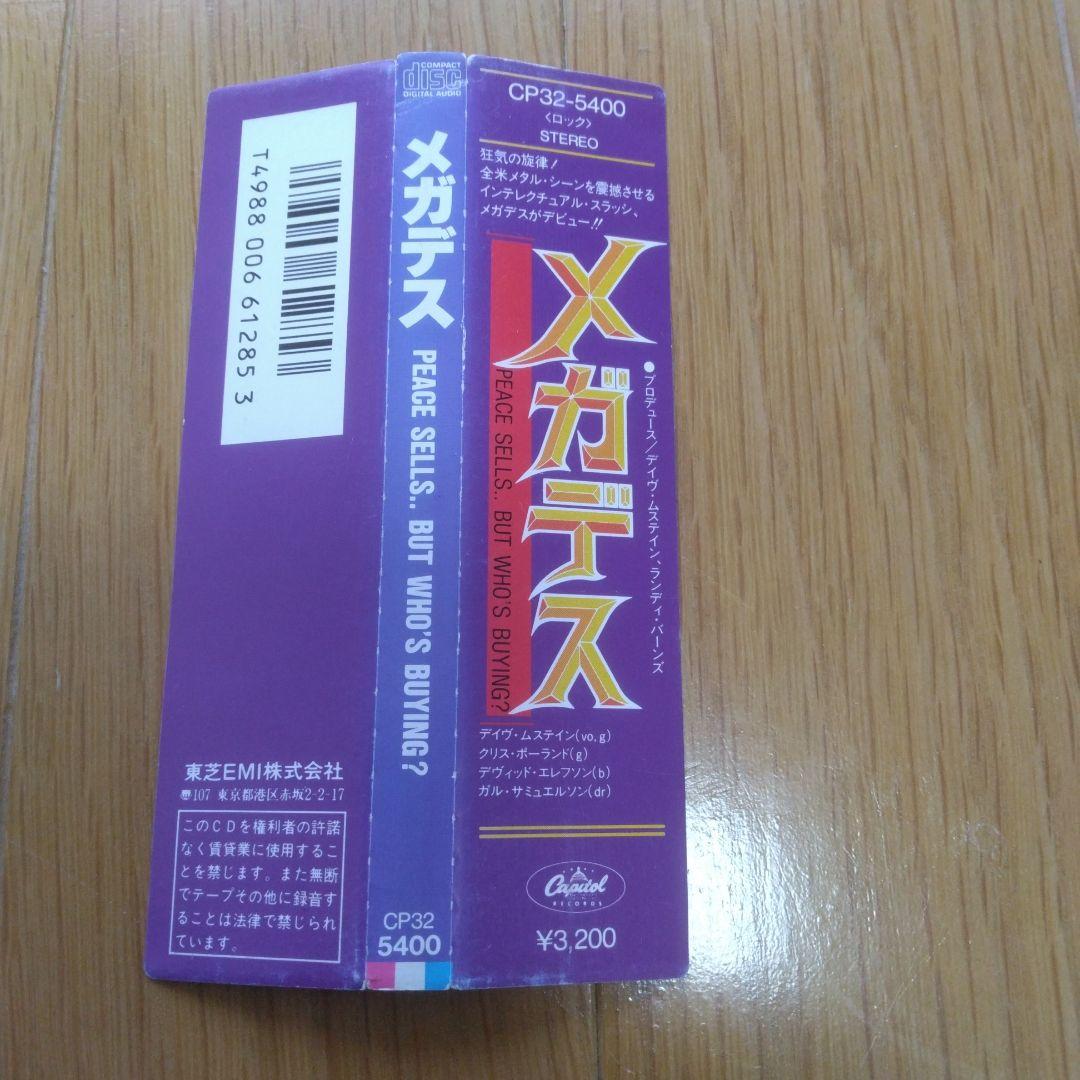 T4988 006 61285 3
東芝EMI株式会社
〠107 東京都港区赤坂2-2-17
このCDを権利者の許諾
なく賃貸業に使用するこ
とを禁じます。また無断
でテープその他に録音す
ることは法律で禁じられ
ています。
COMPACT
disc
DIGITAL AUDIO
メガデス
PEACE SELLS.. BUT WHO'S BUYING?
CP32
5400
CP32-5400
〈ロック〉
STEREO
狂気の旋律!
全米メタル・シーンを震撼させる
インテレクチュアル・スラッシ、
メガデスがデビュー!!
メガデス
PEACE SELLS.. BUT WHO'S BUYING?
●プロデュース/デイヴ・ムステイン、ランディ・バーンズ
デイヴ・ムステイン(vo, g)
クリス・ポーランド(g)
デヴィッド・エレフソン(b)
ガル・サミュエルソン(dr)
Capitol
RECORDS
¥3,200